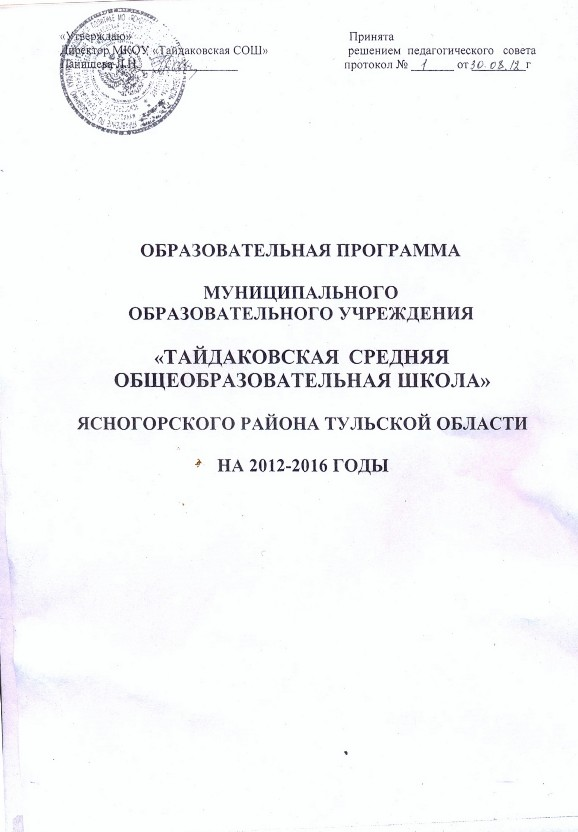 «Утверждаю»
Директор МКОУ «Тайдаковская СОШ»
Л.Н.
Принята
решением педагогического совета
протокол № 1 от 30.08.12 г
ОБРАЗОВАТЕЛЬНАЯ ПРОГРАММА
МУНИЦИПАЛЬНОГО
ОБРАЗОВАТЕЛЬНОГО УЧРЕЖДЕНИЯ
«ТАЙДАКОВСКАЯ СРЕДНЯЯ
ОБЩЕОБРАЗОВАТЕЛЬНАЯ ШКОЛА»
ЯСНОГОРСКОГО РАЙОНА ТУЛЬСКОЙ ОБЛАСТИ
НА 2012-2016 ГОДЫ